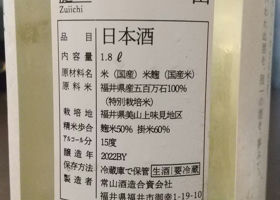 Zuiichi
品目 日本酒
内容量 1.8ℓ
原材料名 米(国産)米麹(国産米)
原料米 福井県産五百万石100%
(特別栽培米)
栽培地 福井県美山上味見地区
精米歩合 麹米50% 掛米60%
アルコール分 15度
醸造年 2022BY
保存方法 冷蔵庫で保管 生酒 要冷蔵
製造者 常山酒造合資会社
福井県福井市御幸1-19-10